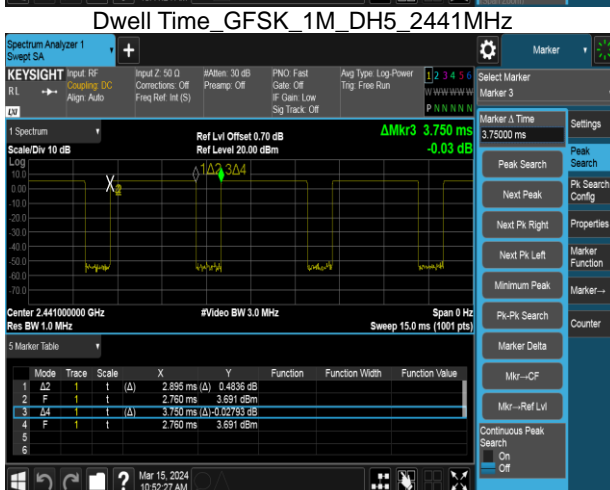 Dwell Time_GFSK_1M_DH5_2441MHz
Spectrum Analyzer 1
Swept SA
Marker
KEYSIGHT
RL
LXI
Input: RF
Coupling: DC
Align: Auto
Input Z: 50 Ω
Corrections: Off
Freq Ref: Int (S)
#Atten: 30 dB
Preamp: Off
PNO: Fast
Gate: Off
IF Gain: Low
Sig Track: Off
Avg Type: Log-Power
Trig: Free Run
1 2 3 4 5 6
W W W W W W
P N N N N N
Select Marker
Marker 3
1 Spectrum
Scale/Div 10 dB
Ref Lvl Offset 0.70 dB
Ref Level 20.00 dBm
ΔMkr3 3.750 ms
-0.03 dB
Marker Δ Time
3.75000 ms
Log
10.0
0.00
-10.0
-20.0
-30.0
-40.0
-50.0
-60.0
-70.0
X
1Δ2 3Δ4
Center 2.441000000 GHz
Res BW 1.0 MHz
#Video BW 3.0 MHz
Span 0 Hz
Sweep 15.0 ms (1001 pts)
Peak Search
Next Peak
Next Pk Right
Next Pk Left
Minimum Peak
Pk-Pk Search
Marker Delta
Mkr→CF
Mkr→Ref Lvl
Continuous Peak Search
On
Off
Settings
Peak Search
Pk Search Config
Properties
Marker Function
Marker→
Counter
5 Marker Table
Mode Trace Scale X Y Function Function Width Function Value
1 Δ2 1 t (Δ) 2.895 ms (Δ) 0.4836 dB
2 F 1 t 2.760 ms 3.691 dBm
3 Δ4 1 t (Δ) 3.750 ms (Δ) -0.02793 dB
4 F 1 t 2.760 ms 3.691 dBm
5
6
?
Mar 15, 2024
10:52:27 AM